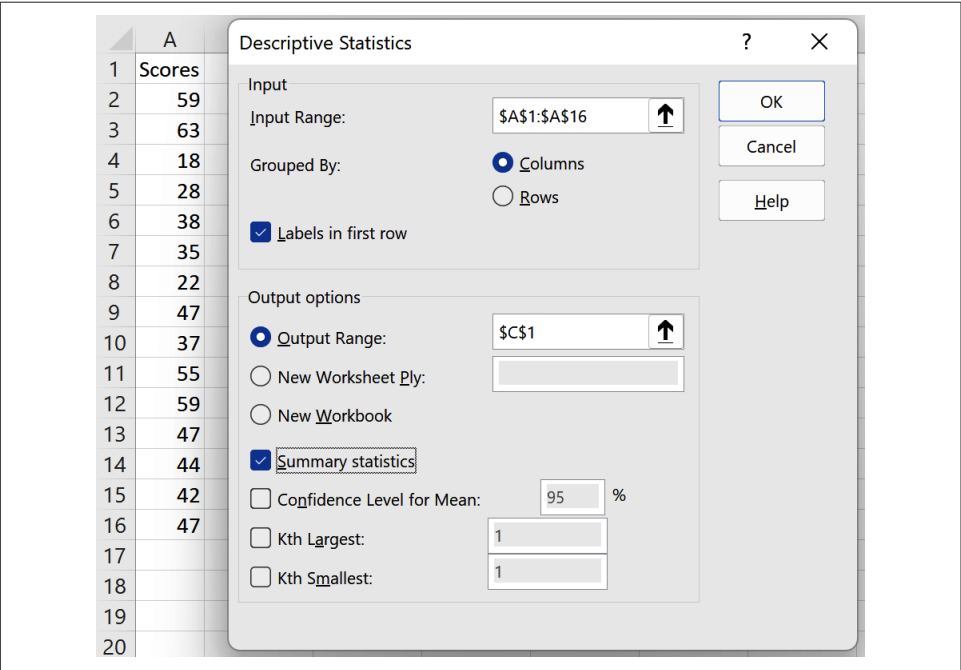 A
1 Scores
2 59
3 63
4 18
5 28
6 38
7 35
8 22
9 47
10 37
11 55
12 59
13 47
14 44
15 42
16 47
17
18
19
20
Descriptive Statistics ?
Input
Input Range: $A$1:$A$16
Grouped By: Columns
Rows
Labels in first row
Output options
Output Range: $C$1
New Worksheet Ply:
New Workbook
Summary statistics
Confidence Level for Mean: 95 %
Kth Largest: 1
Kth Smallest: 1
OK
Cancel
Help